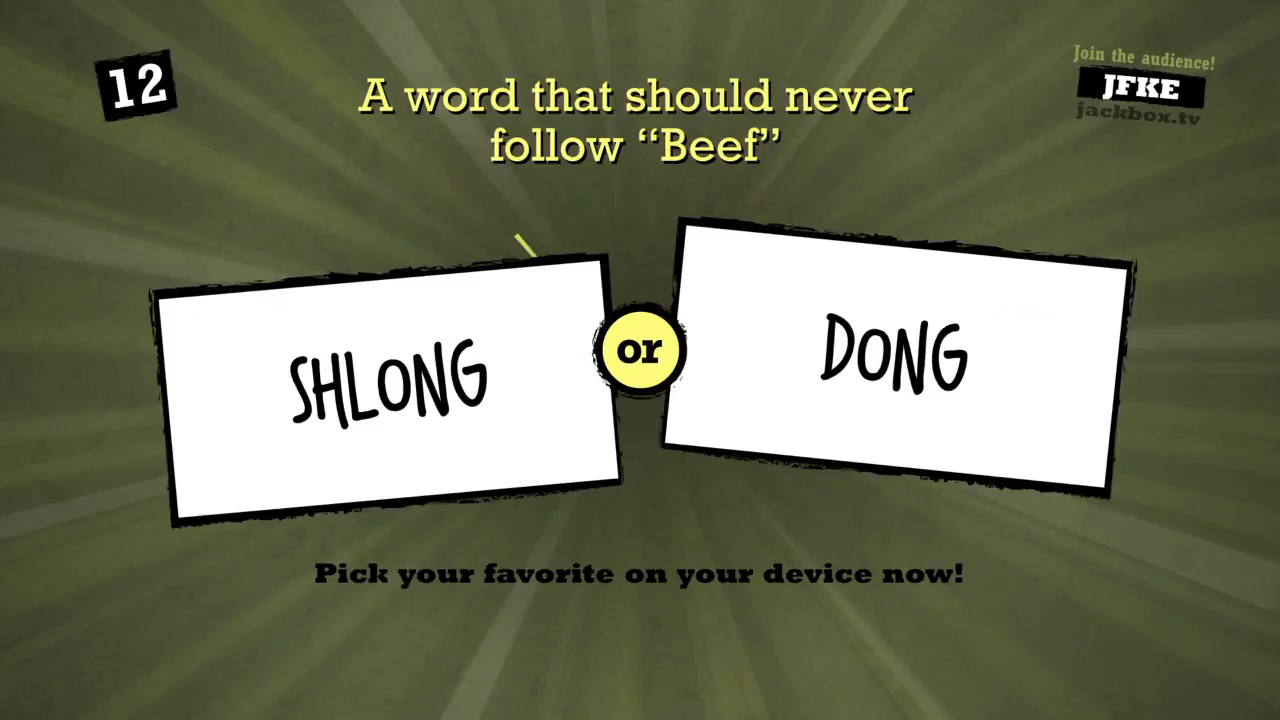 12
Join the audience!
JFKE
jackbox.tv
A word that should never
follow “Beef”
SHLONG
or
DONG
Pick your favorite on your device now!